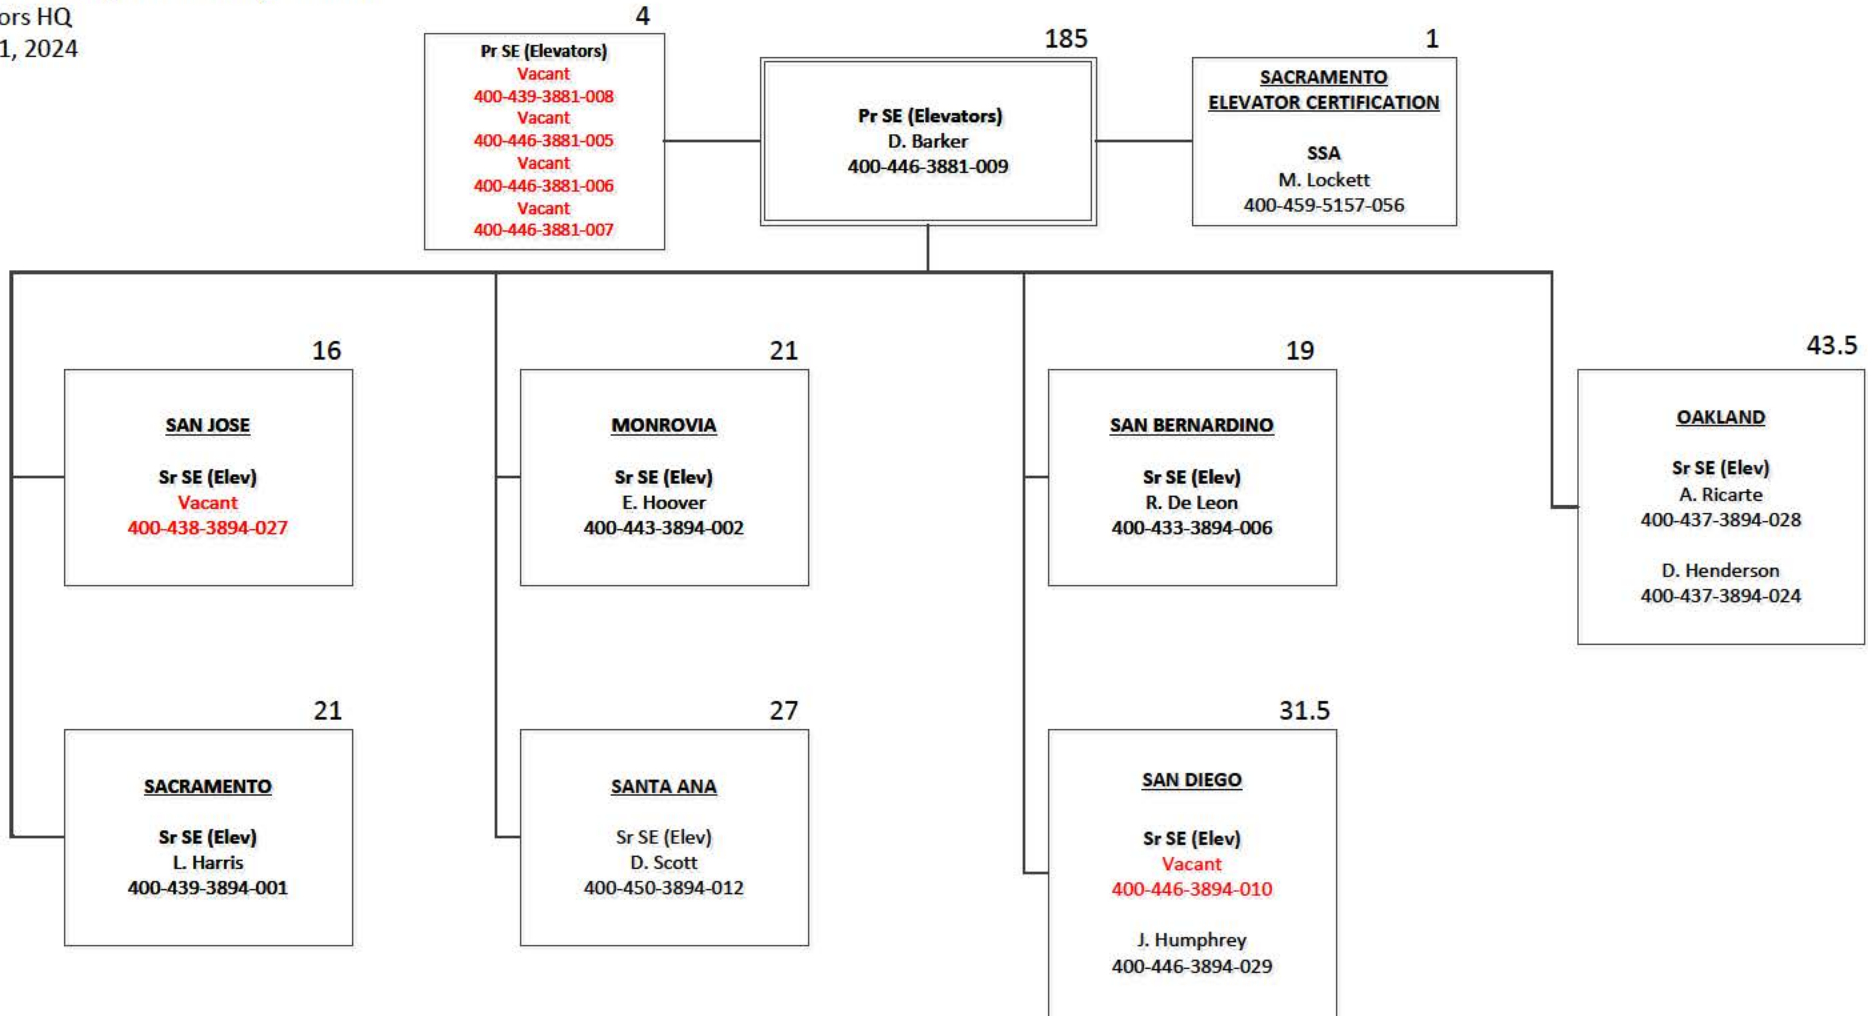 HQ
1, 2024
4
Pr SE (Elevators)
Vacant
400-439-3881-008
Vacant
400-446-3881-005
Vacant
400-446-3881-006
Vacant
400-446-3881-007
185
Pr SE (Elevators)
D. Barker
400-446-3881-009
1
SACRAMENTO
ELEVATOR CERTIFICATION
SSA
M. Lockett
400-459-5157-056
16
SAN JOSE
Sr SE (Elev)
Vacant
400-438-3894-027
21
MONROVIA
Sr SE (Elev)
E. Hoover
400-443-3894-002
19
SAN BERNARDINO
Sr SE (Elev)
R. De Leon
400-433-3894-006
43.5
OAKLAND
Sr SE (Elev)
A. Ricarte
400-437-3894-028
D. Henderson
400-437-3894-024
21
SACRAMENTO
Sr SE (Elev)
L. Harris
400-439-3894-001
27
SANTA ANA
Sr SE (Elev)
D. Scott
400-450-3894-012
31.5
SAN DIEGO
Sr SE (Elev)
Vacant
400-446-3894-010
J. Humphrey
400-446-3894-029